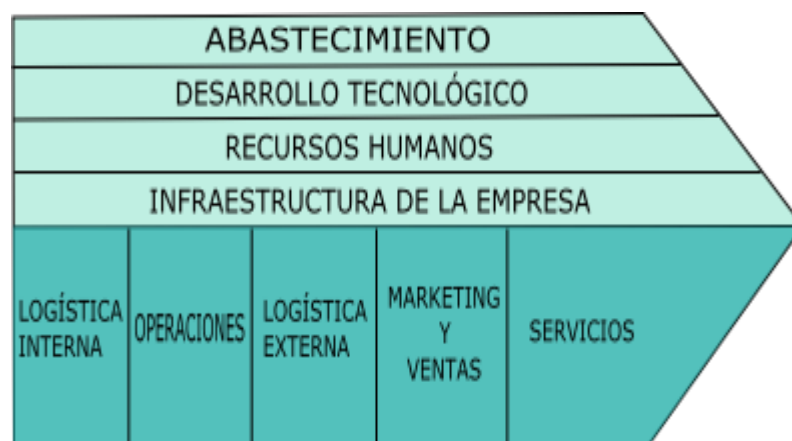 ABASTECIMIENTO
DESARROLLO TECNOLÓGICO
RECURSOS HUMANOS
INFRAESTRUCTURA DE LA EMPRESA
LOGÍSTICA
INTERNA
OPERACIONES
LOGÍSTICA
EXTERNA
MARKETING
Y
VENTAS
SERVICIOS